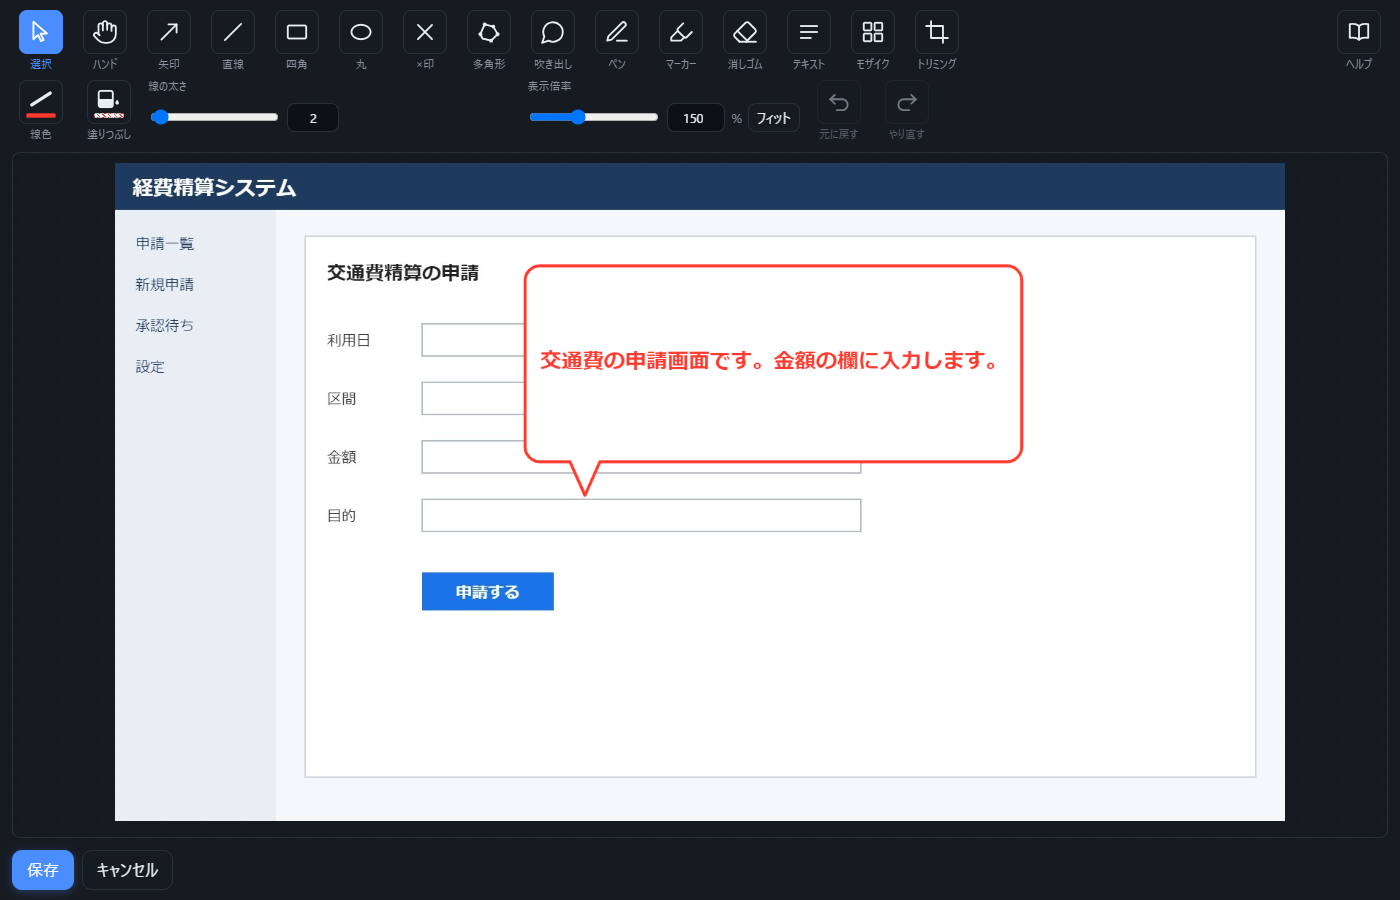 選択
ハンド
矢印
直線
四角
丸
×印
多角形
吹き出し
ペン
マーカー
消しゴム
テキスト
モザイク
トリミング
ヘルプ
線色
塗りつぶし
線の太さ
2
表示倍率
150
%
フィット
元に戻す
やり直す
経費精算システム
申請一覧
新規申請
承認待ち
設定
交通費精算の申請
利用日
区間
金額
目的
交通費の申請画面です。金額の欄に入力します。
申請する
保存
キャンセル